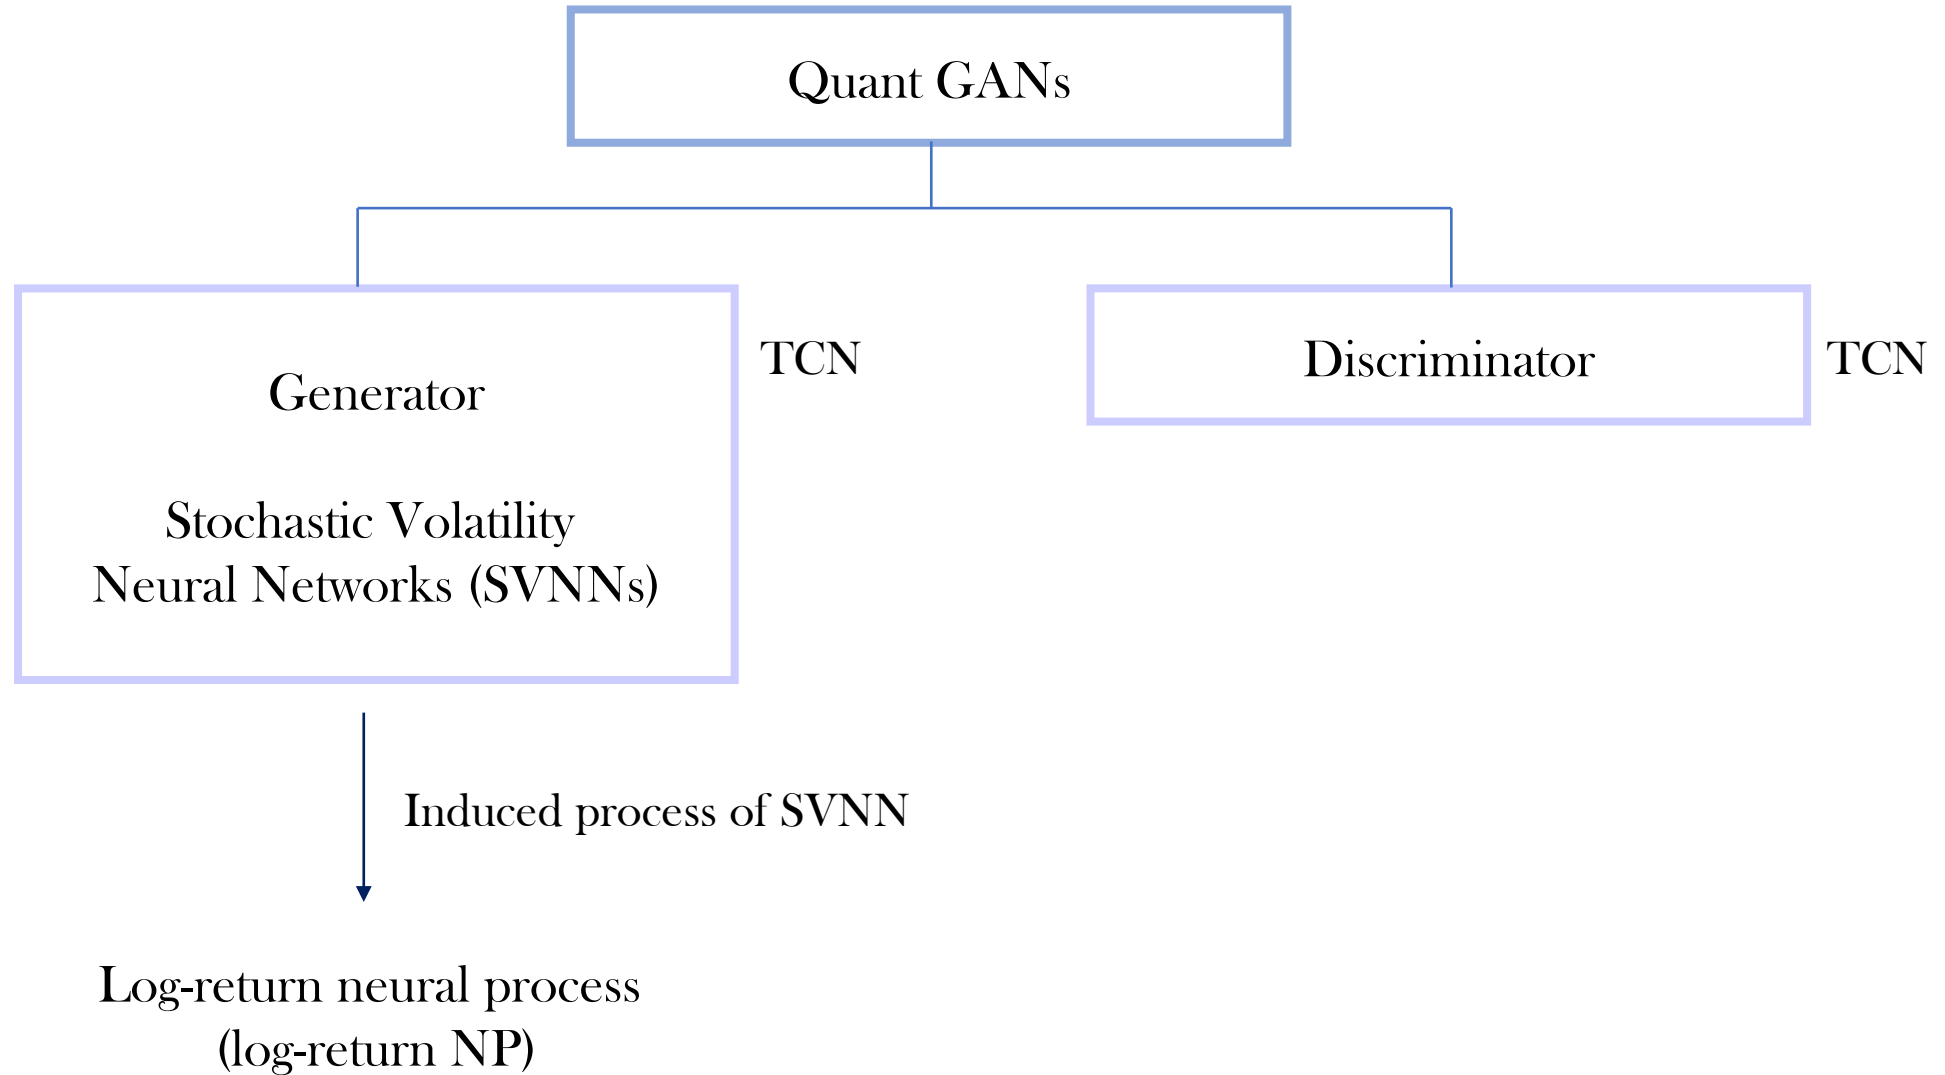 Quant GANs
Generator
Stochastic Volatility
Neural Networks (SVNNs)
TCN
Discriminator
TCN
Induced process of SVNN
Log-return neural process
(log-return NP)